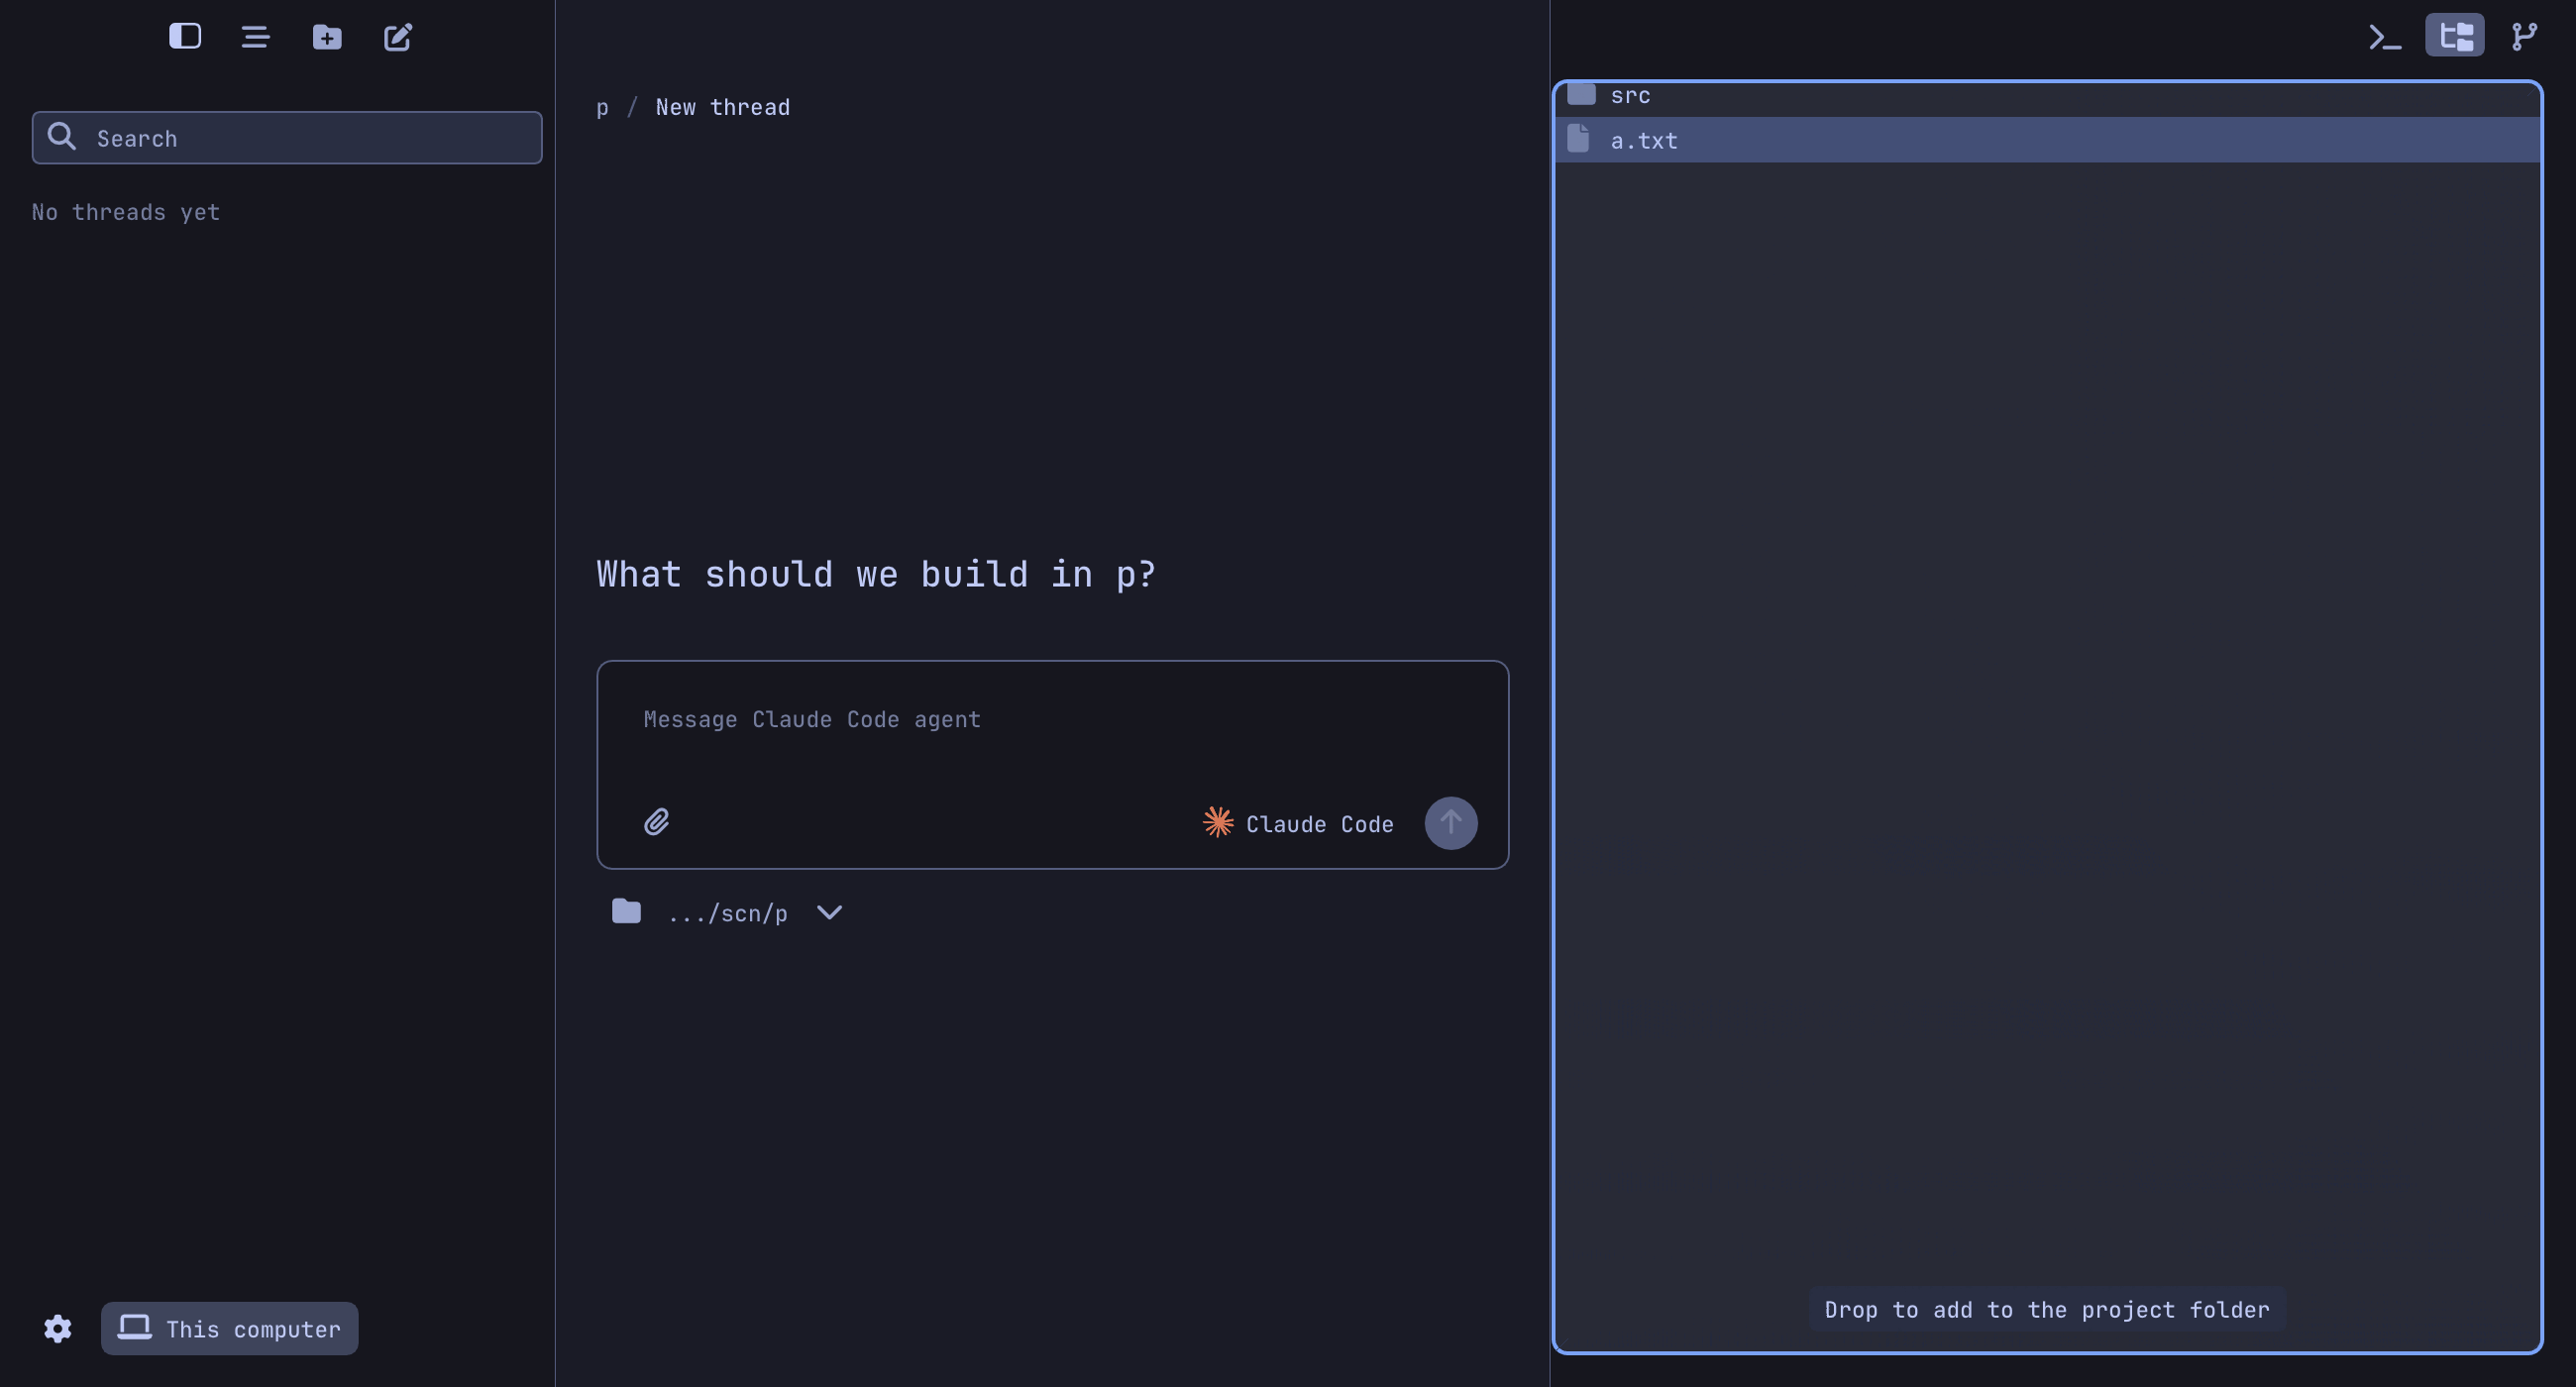 Search
No threads yet
This computer
p / New thread
What should we build in p?
Message Claude Code agent
Claude Code
.../scn/p
src
a.txt
Drop to add to the project folder